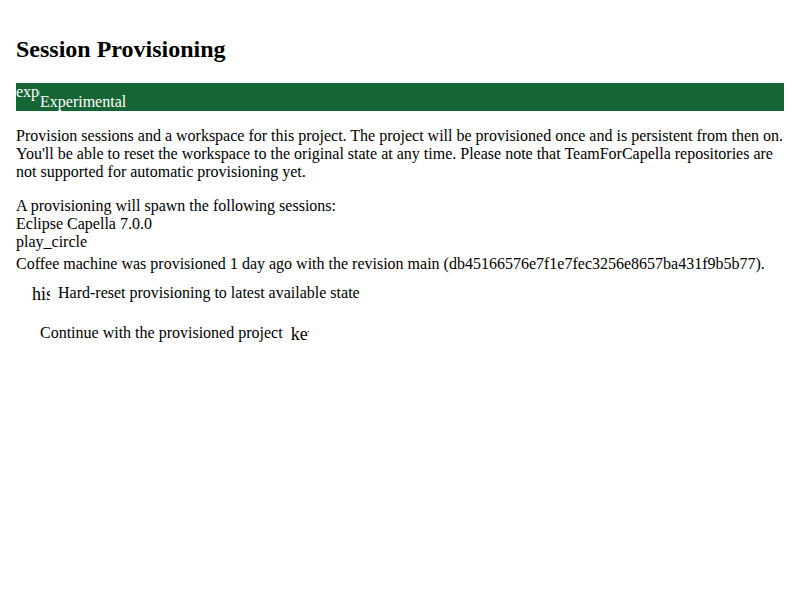 Session Provisioning
exp
Experimental
Provision sessions and a workspace for this project. The project will be provisioned once and is persistent from then on.
You'll be able to reset the workspace to the original state at any time. Please note that TeamForCapella repositories are
not supported for automatic provisioning yet.
A provisioning will spawn the following sessions:
Eclipse Capella 7.0.0
play_circle
Coffee machine was provisioned 1 day ago with the revision main (db45166576e7f1e7fec3256e8657ba431f9b5b77).
his Hard-reset provisioning to latest available state
Continue with the provisioned project ke